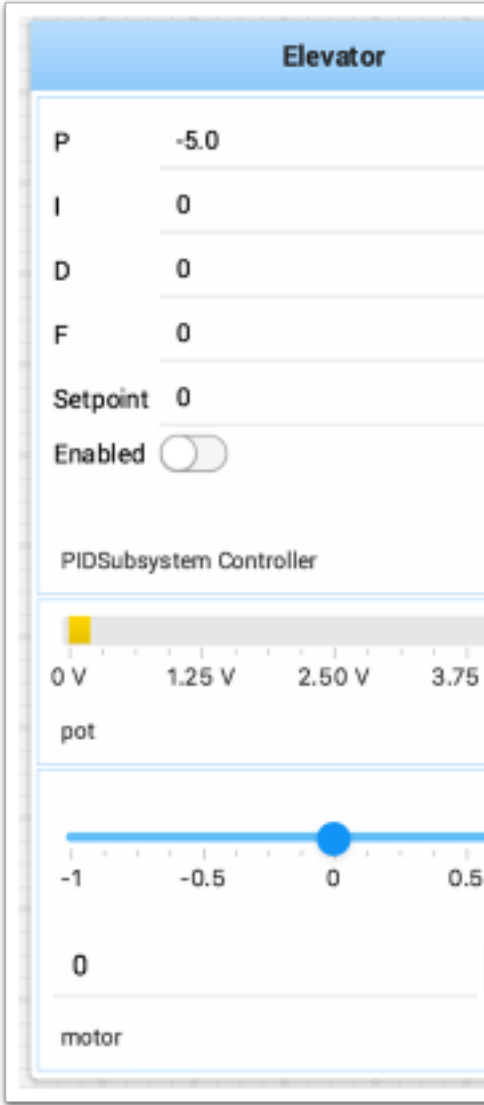 Elevator
P -5.0
I 0
D 0
F 0
Setpoint 0
Enabled
PIDSubsystem Controller
0 V 1.25 V 2.50 V 3.75
pot
-1 -0.5 0 0.5
0
motor